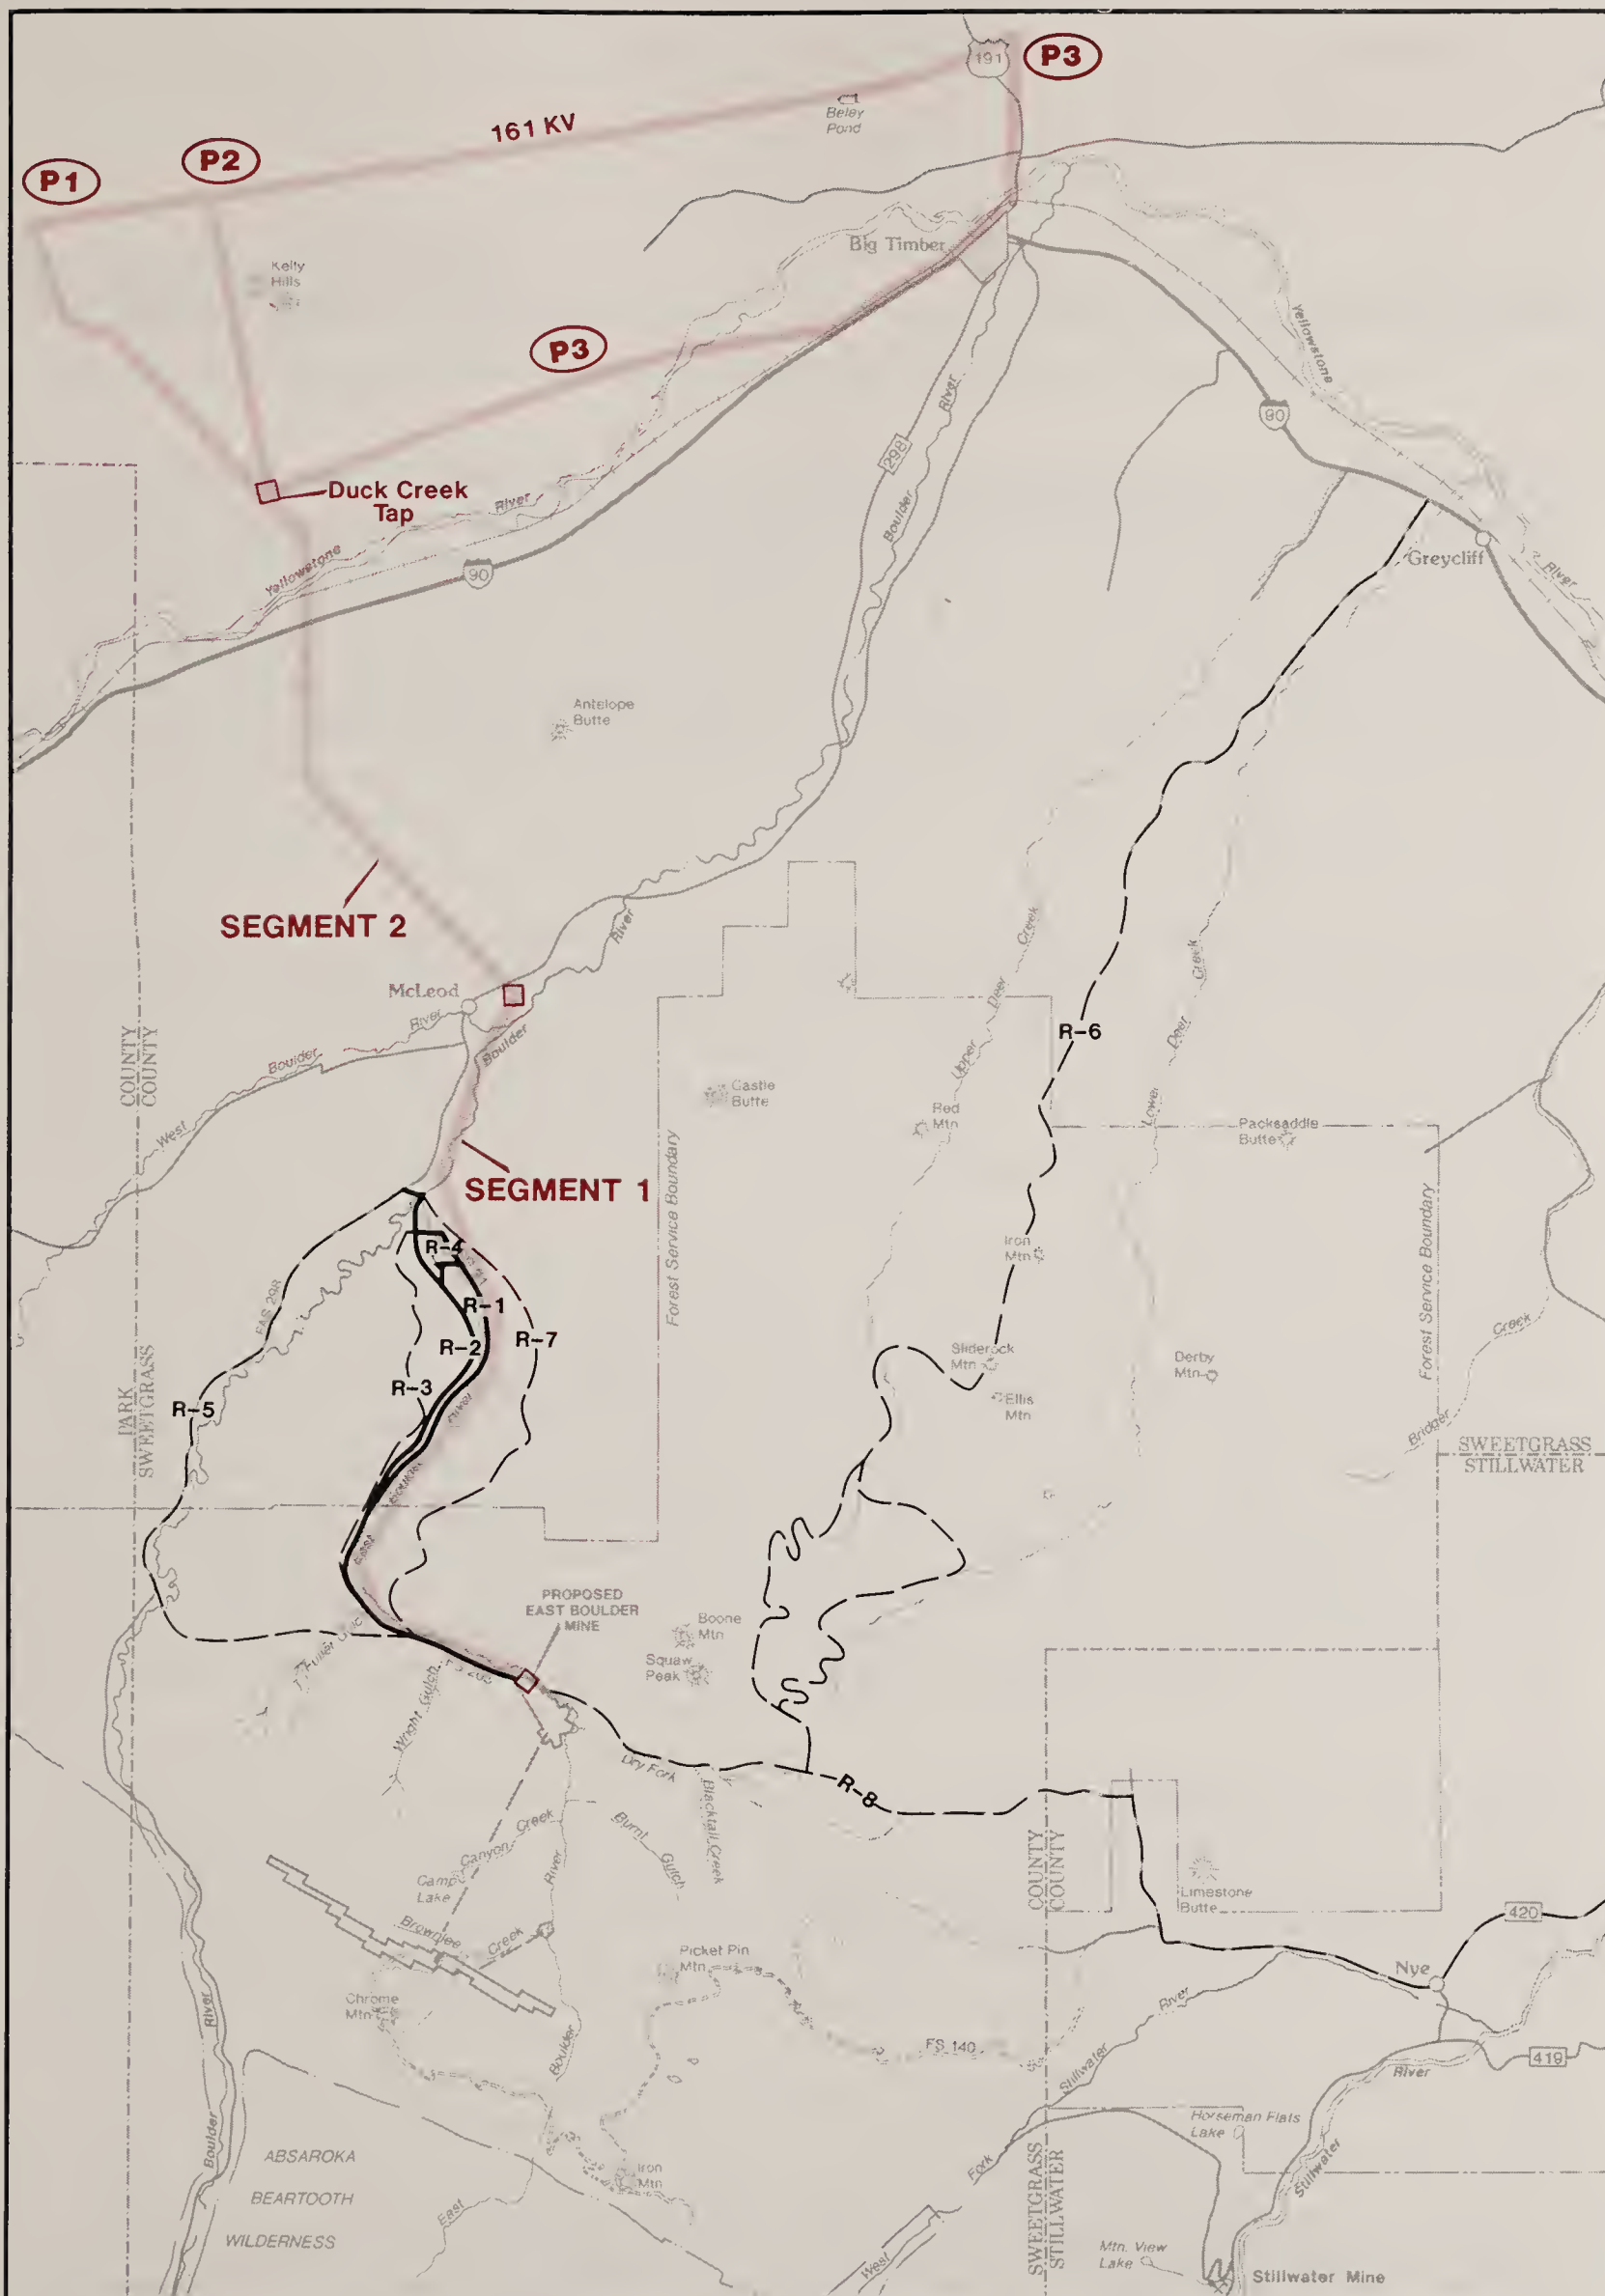 191
P3
P2
161 KV
Beley
Pond
P1
Big Timber
Kelly
Hills
Yellowstone
P3
River
90
298
Boulder
Duck Creek
Tap
River
Greycliff
River
Yellowstone
90
Antelope
Butte
SEGMENT 2
River
Creek
Deer
Upper
Creek
Deer
Lower
McLeod
River
Boulder
Boulder
West
COUNTY
COUNTY
R-6
Castle
Butte
Red
Mtn
Packsaddle
Butte
SEGMENT 1
Forest Service Boundary
Forest Service Boundary
R-4
Iron
Mtn
FAS 298
R-1
R-2
R-7
R-3
R-5
PARK
SWEETGRASS
Sliderock
Mtn
Derby
Mtn
Ellis
Mtn
Creek
Bridger
SWEETGRASS
STILLWATER
River
Boulder
East
PROPOSED
EAST BOULDER
MINE
Boone
Mtn
Squaw
Peak
Wright Gulch
Dry Fork
R-8
Blacktail Creek
Burnt
Gulch
Canyon Creek
Camp
Lake
River
Brownlee
Creek
COUNTY
COUNTY
Limestone
Butte
420
Picket Pin
Mtn
Nye
Chrome
Mtn
River
River
Boulder
FS 140
Stillwater
419
River
Horseman Flats
Lake
Boulder
ABSAROKA
BEARTOOTH
WILDERNESS
Iron
Mtn
East
Fork
West
SWEETGRASS
STILLWATER
Stillwater
Mtn. View
Lake
Stillwater Mine